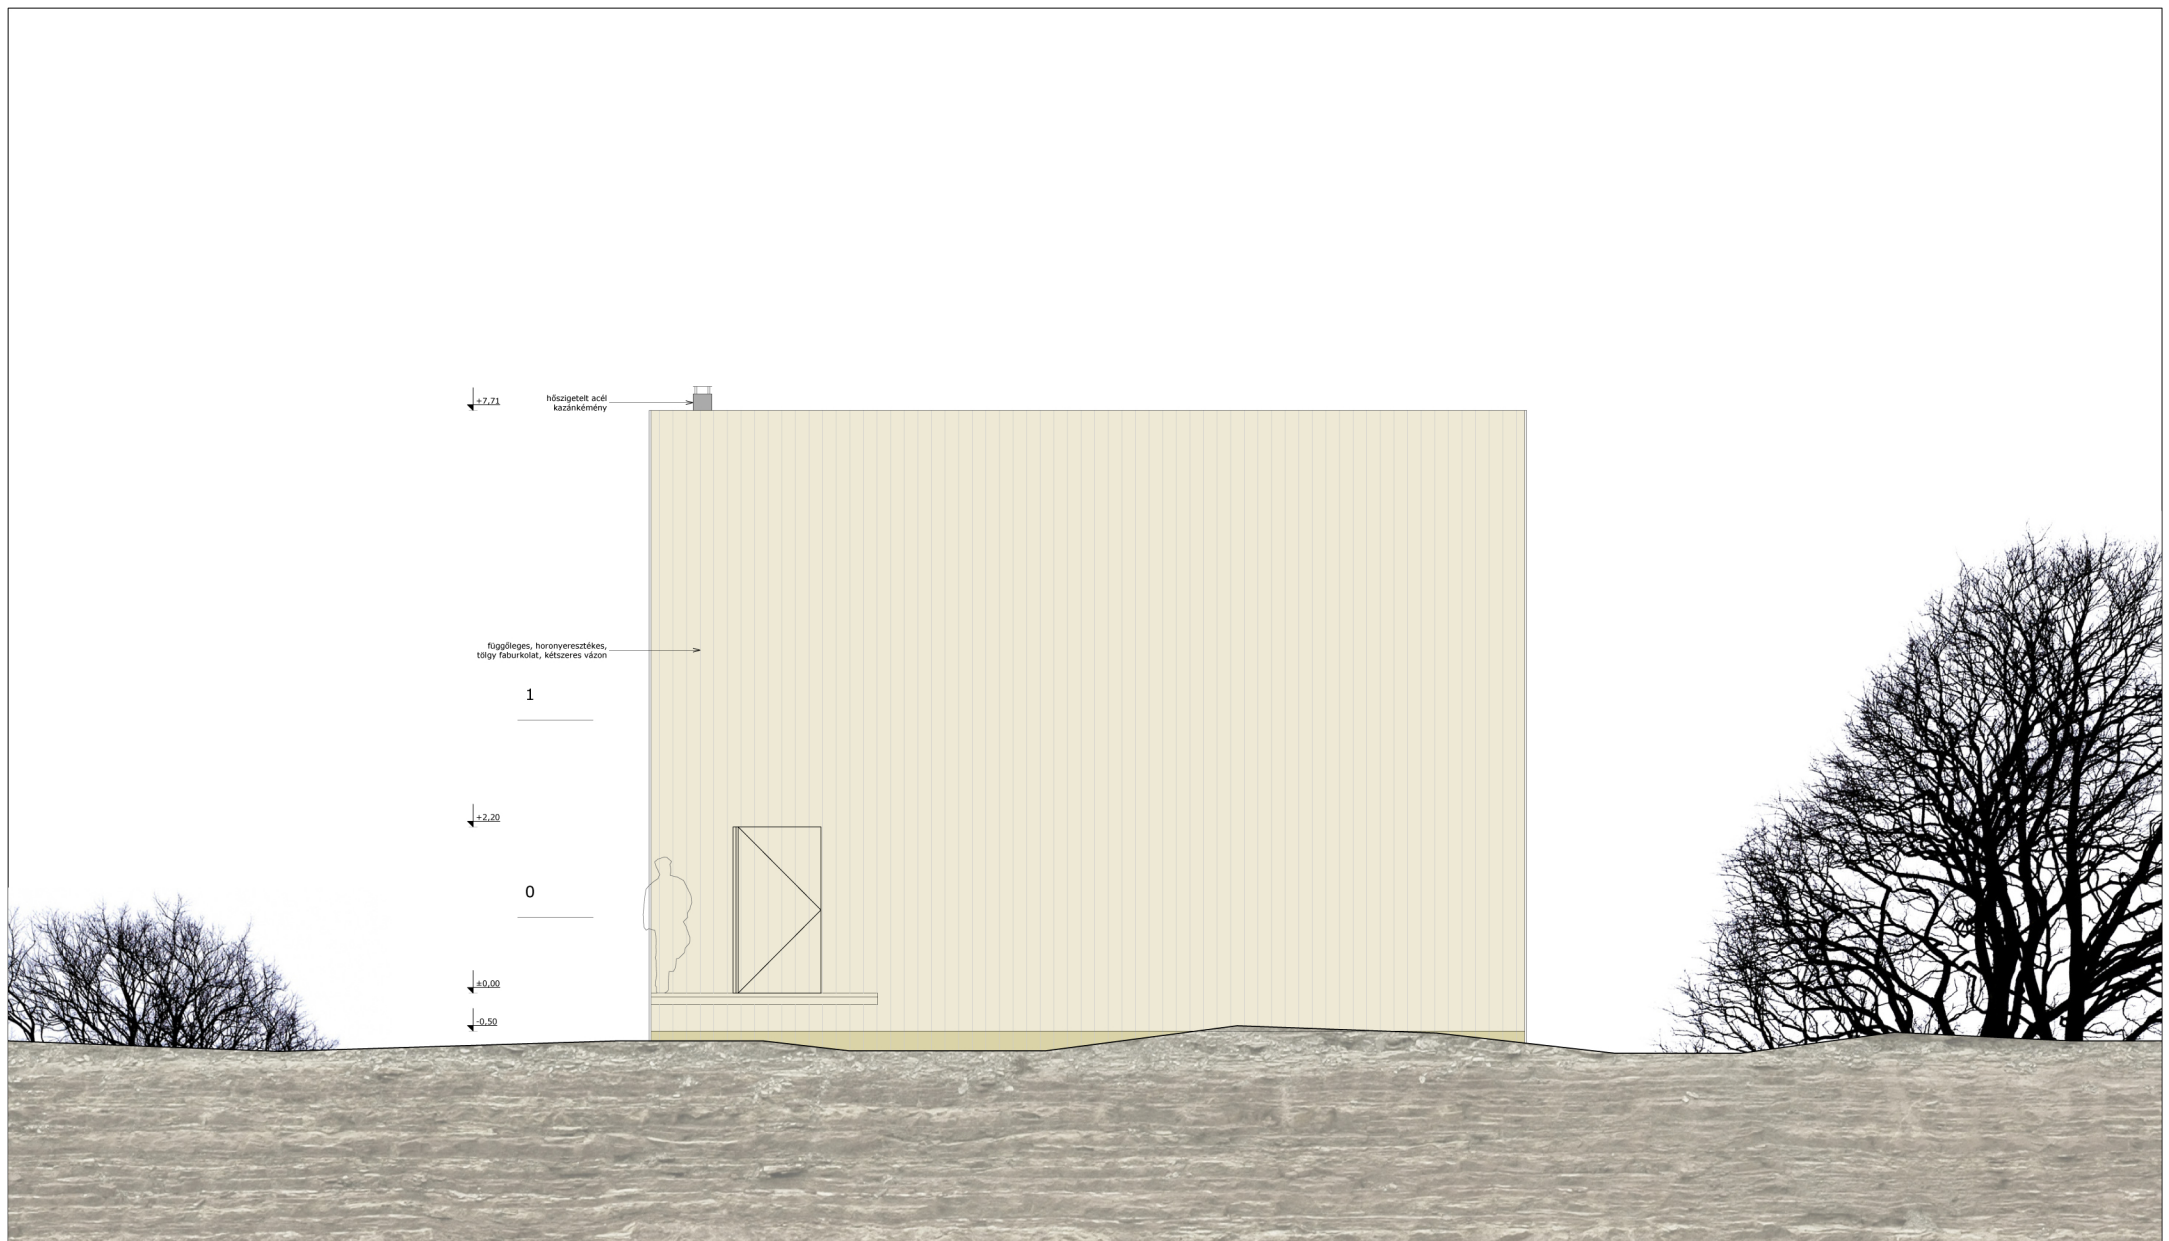 +7,71
hőszigetelt acél
kazánkémény
függőleges, horonyeresztékes,
tölgy faburkolat, kétszeres vázon
1
+2,20
0
±0,00
-0,50